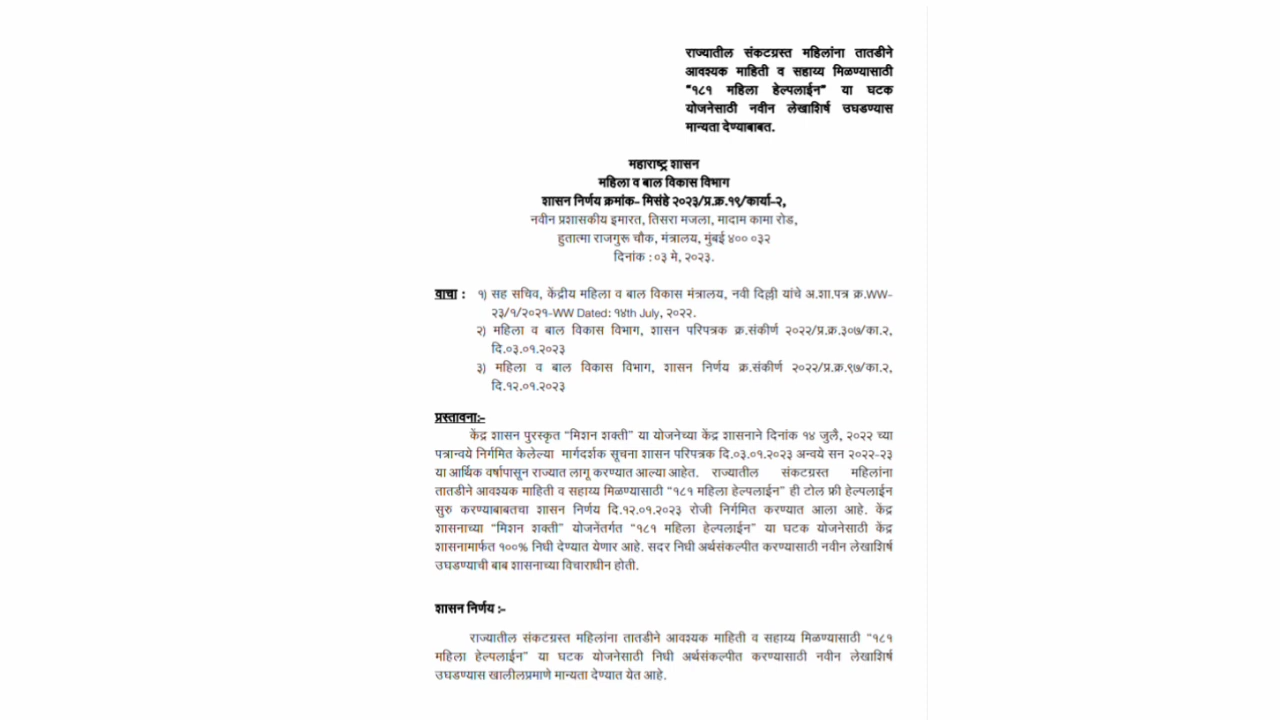 राज्यातील संकटग्रस्त महिलांना तातडीने
आवश्यक माहिती व सहाय्य मिळण्यासाठी
"१८१ महिला हेल्पलाईन" या घटक
योजनेसाठी नवीन लेखाशिर्ष उघडण्यास
मान्यता देण्याबाबत.
महाराष्ट्र शासन
महिला व बाल विकास विभाग
शासन निर्णय क्रमांक- मिसंहे २०२३/प्र.क्र.१९/कार्या-२,
नवीन प्रशासकीय इमारत, तिसरा मजला, मादाम कामा रोड,
हुतात्मा राजगुरू चौक, मंत्रालय, मुंबई ४०० ०३२
दिनांक : ०३ मे, २०२३.
वाचा : १) सह सचिव, केंद्रीय महिला व बाल विकास मंत्रालय, नवी दिल्ली यांचे अ.शा.पत्र क्र.WW-
२३/१/२०२१-WW Dated: १४th July, २०२२.
२) महिला व बाल विकास विभाग, शासन परिपत्रक क्र.संकीर्ण २०२२/प्र.क्र.३०७/का.२,
दि.०३.०१.२०२३
३) महिला व बाल विकास विभाग, शासन निर्णय क्र.संकीर्ण २०२२/प्र.क्र.९७/का.२,
दि.१२.०१.२०२३
प्रस्तावना:-
केंद्र शासन पुरस्कृत "मिशन शक्ती" या योजनेच्या केंद्र शासनाने दिनांक १४ जुलै, २०२२ च्या
पत्रान्वये निर्गमित केलेल्या मार्गदर्शक सूचना शासन परिपत्रक दि.०३.०१.२०२३ अन्वये सन २०२२-२३
या आर्थिक वर्षापासून राज्यात लागू करण्यात आल्या आहेत. राज्यातील संकटग्रस्त महिलांना
तातडीने आवश्यक माहिती व सहाय्य मिळण्यासाठी "१८१ महिला हेल्पलाईन" ही टोल फ्री हेल्पलाईन
सुरु करण्याबाबतचा शासन निर्णय दि.१२.०१.२०२३ रोजी निर्गमित करण्यात आला आहे. केंद्र
शासनाच्या "मिशन शक्ती" योजनेंतर्गत "१८१ महिला हेल्पलाईन" या घटक योजनेसाठी केंद्र
शासनामार्फत १००% निधी देण्यात येणार आहे. सदर निधी अर्थसंकल्पीत करण्यासाठी नवीन लेखाशिर्ष
उघडण्याची बाब शासनाच्या विचाराधीन होती.
शासन निर्णय :-
राज्यातील संकटग्रस्त महिलांना तातडीने आवश्यक माहिती व सहाय्य मिळण्यासाठी "१८१
महिला हेल्पलाईन" या घटक योजनेसाठी निधी अर्थसंकल्पीत करण्यासाठी नवीन लेखाशिर्ष
उघडण्यास खालीलप्रमाणे मान्यता देण्यात येत आहे.